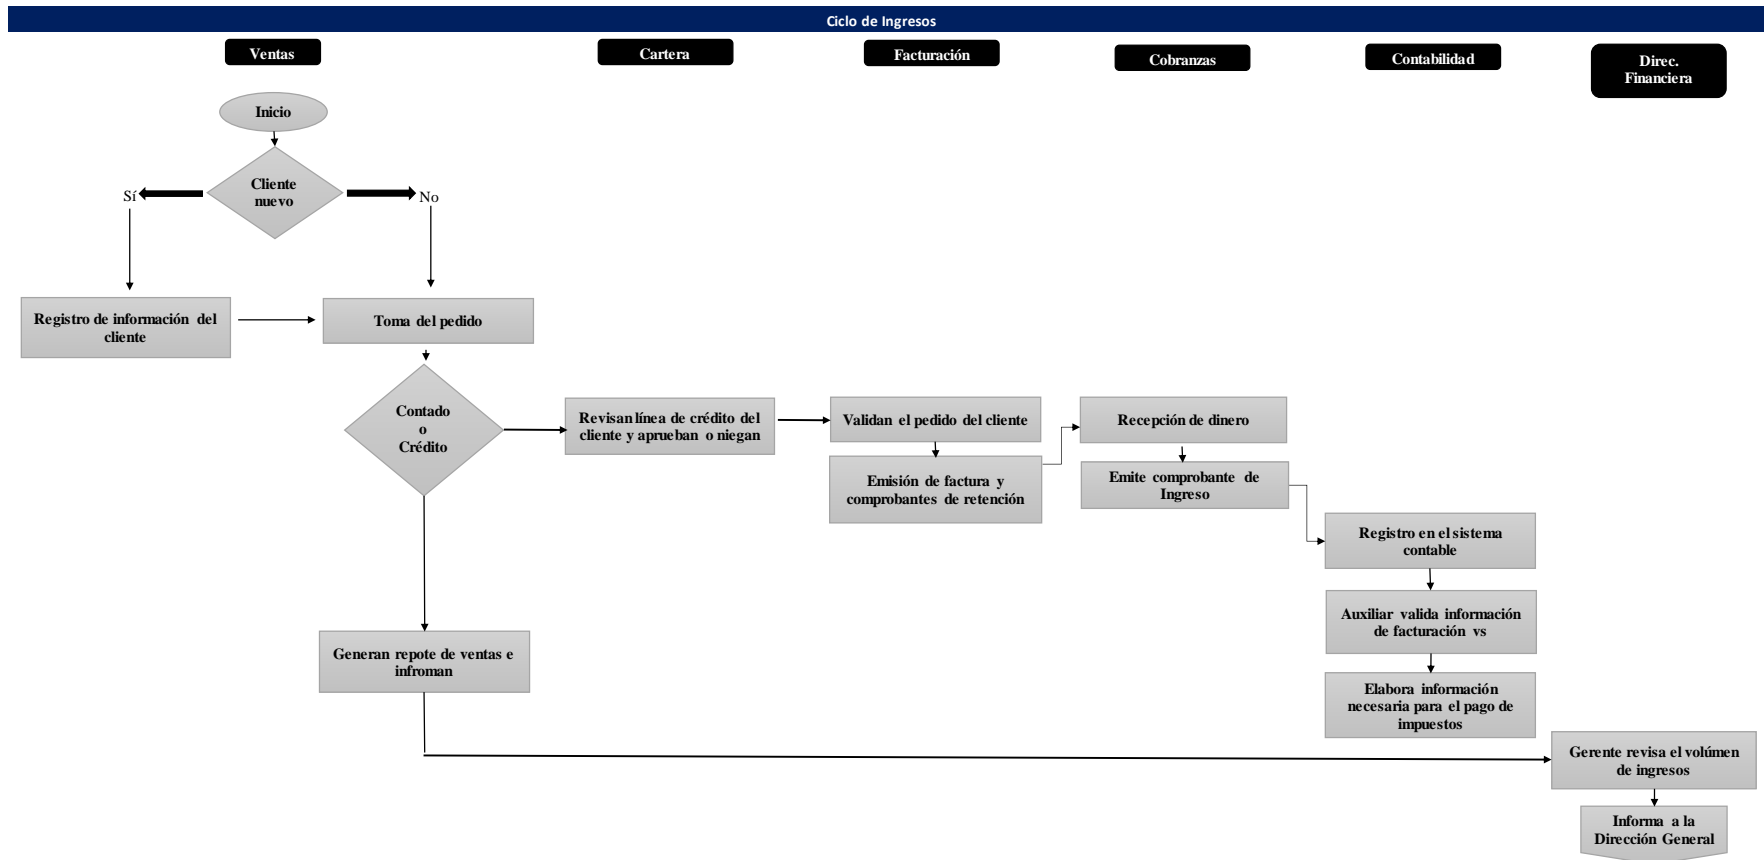 Ciclo de Ingresos
Ventas
Cartera
Facturación
Cobranzas
Contabilidad
Direc.
Financiera
Inicio
Cliente
nuevo
Sí
No
Registro de información del
cliente
Toma del pedido
Contado
o
Crédito
Revisan línea de crédito del
cliente y aprueban o niegan
Validan el pedido del cliente
Emisión de factura y
comprobantes de retención
Recepción de dinero
Emite comprobante de
Ingreso
Registro en el sistema
contable
Auxiliar valida información
de facturación vs
Elabora información
necesaria para el pago de
impuestos
Generan repote de ventas e
infroman
Gerente revisa el volúmen
de ingresos
Informa a la
Dirección General